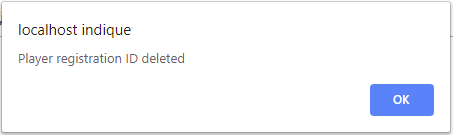 localhost indique
Player registration ID deleted
OK